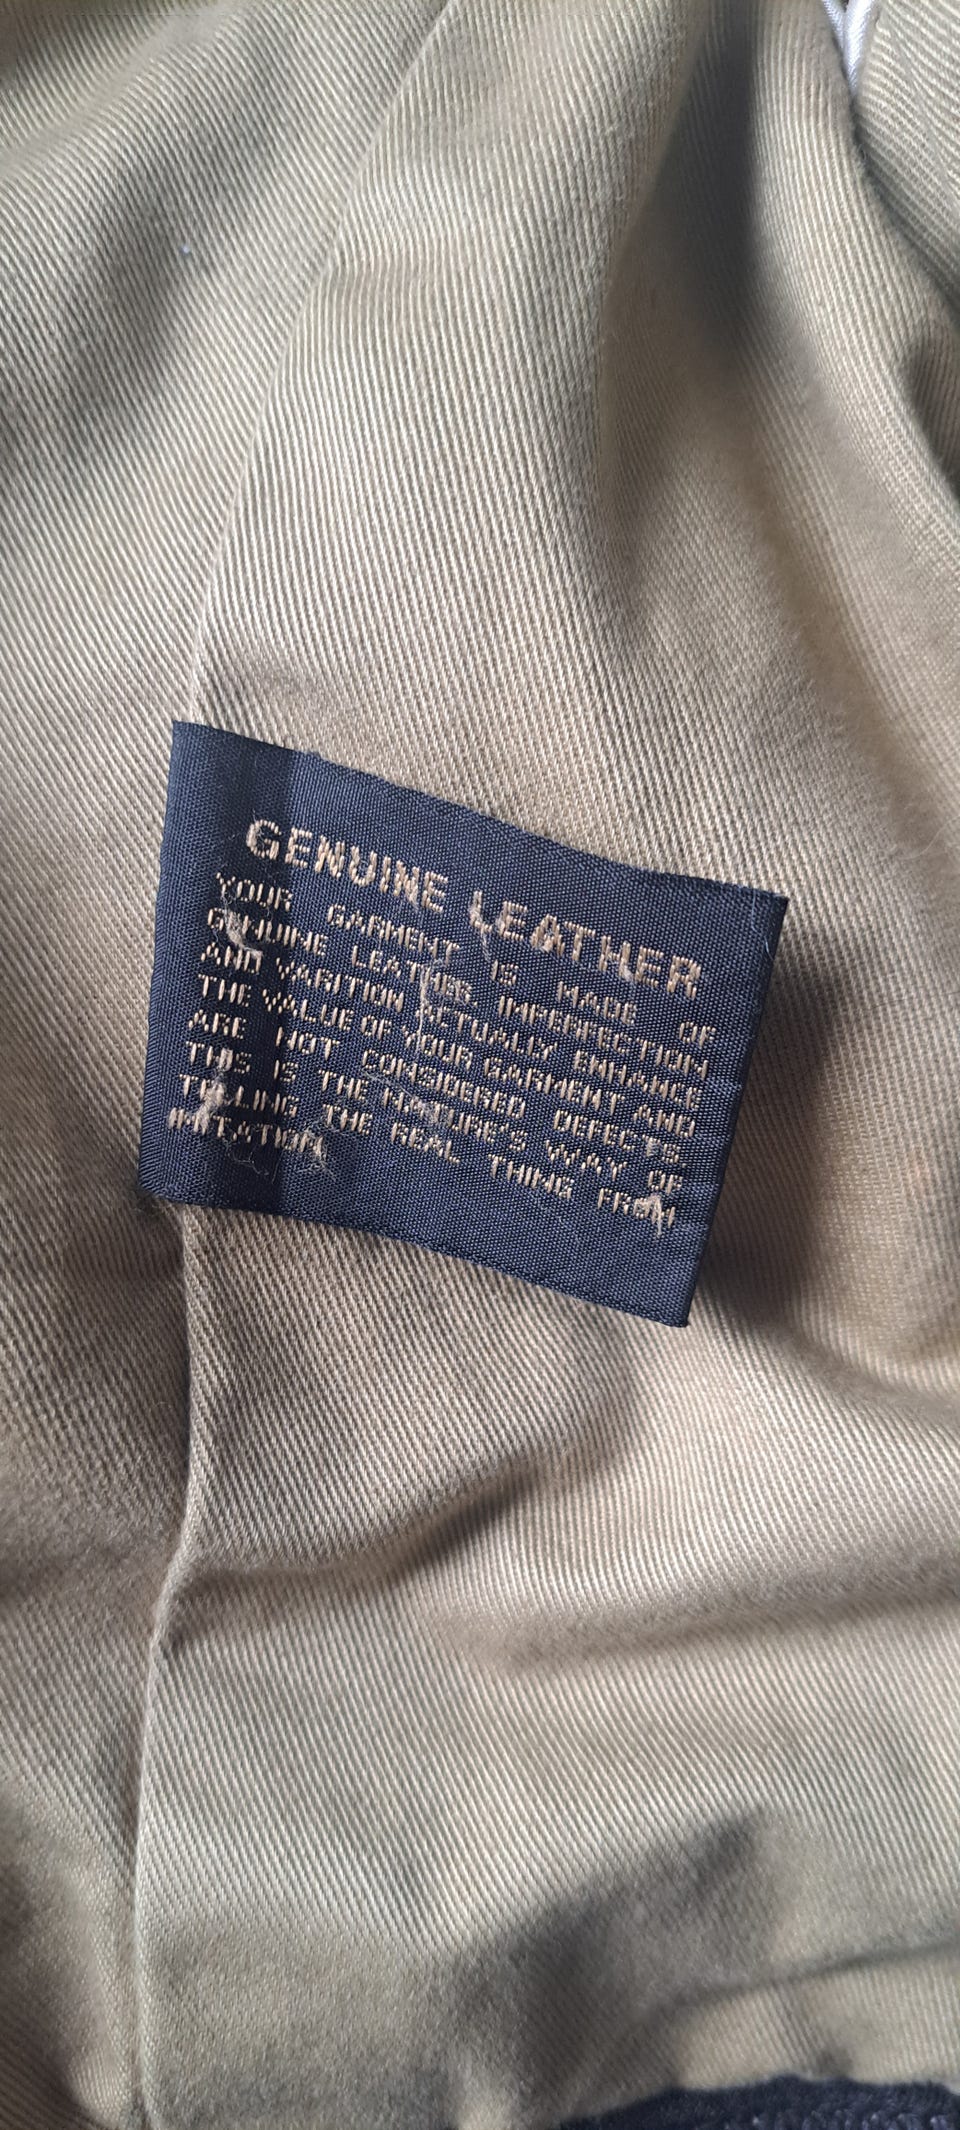 GENUINE LEATHER
YOUR GARMENT IS MADE OF
GENUINE LEATHER. IMPERFECTION
AND VARITION ACTUALLY ENHANCE
THE VALUE OF YOUR GARMENT AND
ARE NOT CONSIDERED DEFECTS.
THIS IS THE NATURE'S WAY OF
TELLING THE REAL THING FROM
IMITATION